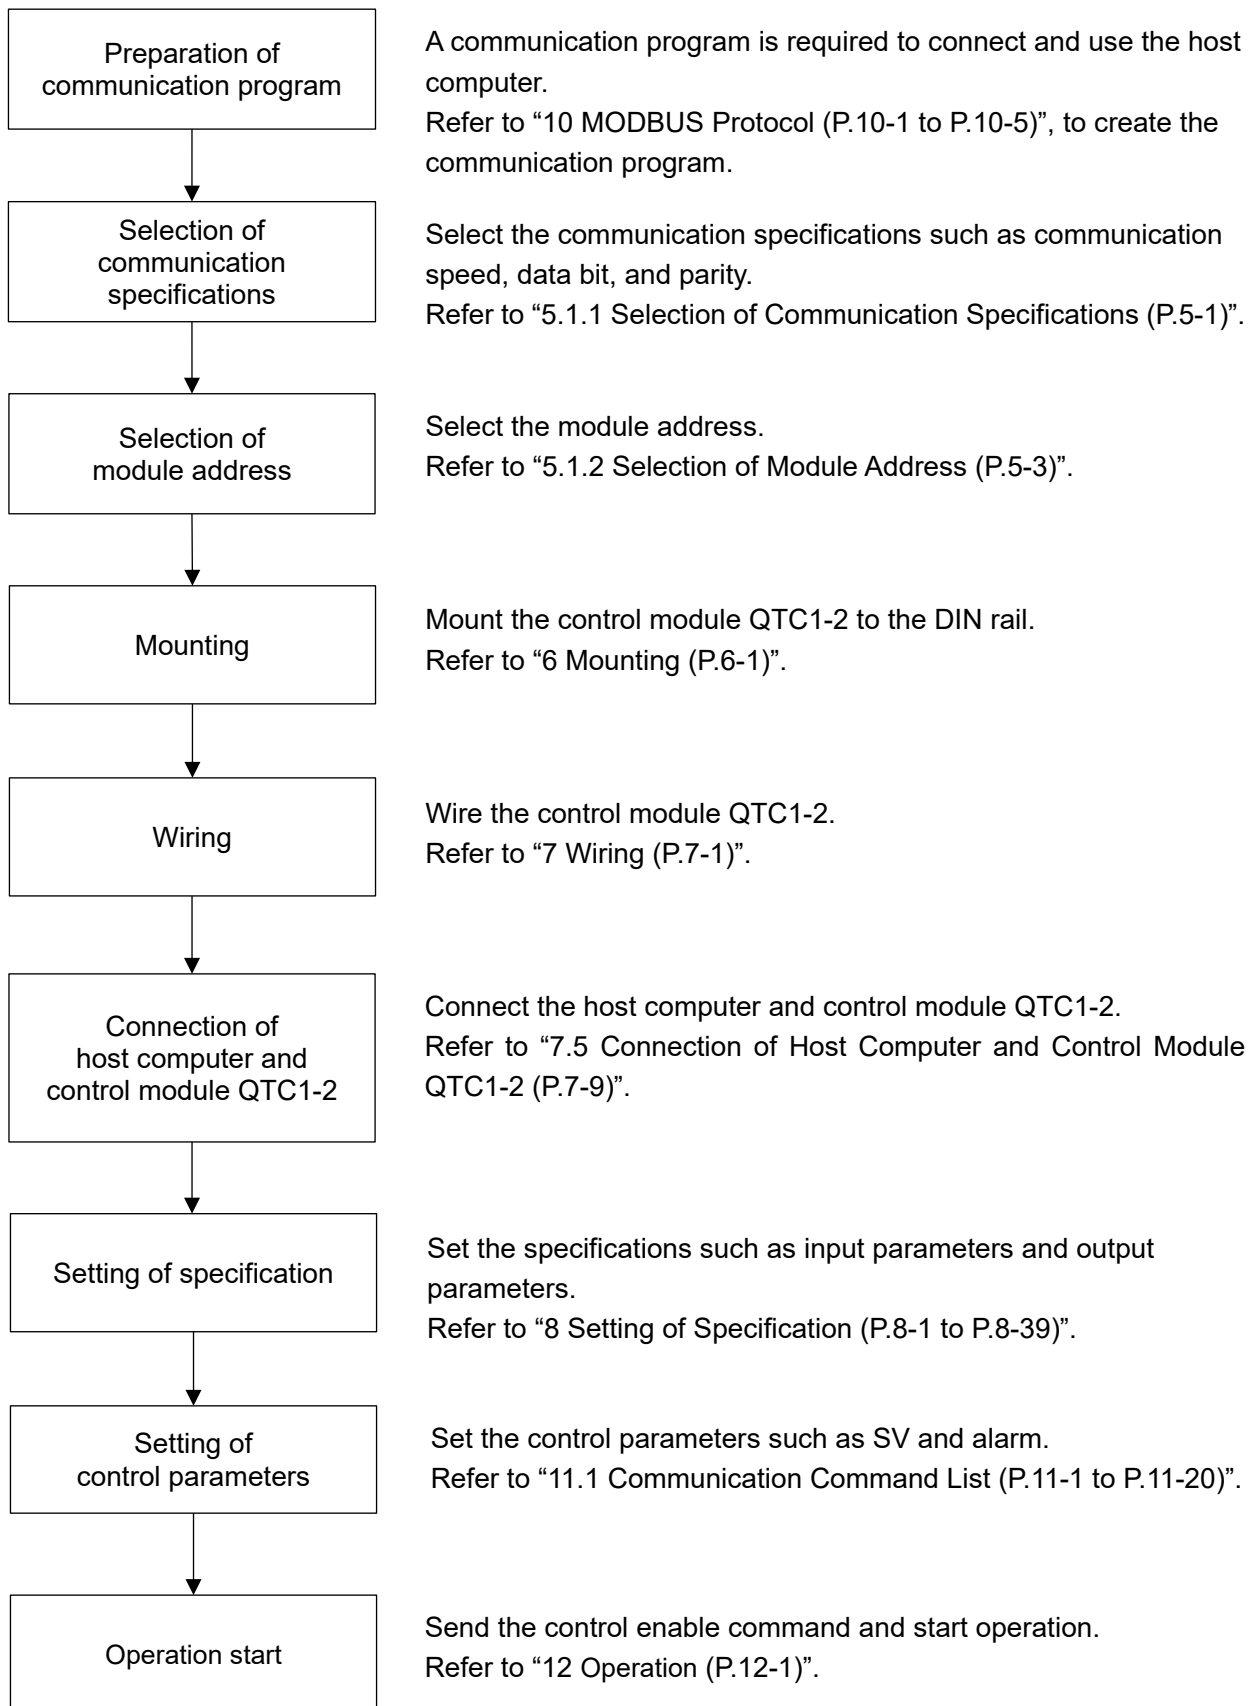 Preparation of
communication program
A communication program is required to connect and use the host
computer.
Refer to “10 MODBUS Protocol (P.10-1 to P.10-5)”, to create the
communication program.
Selection of
communication
specifications
Select the communication specifications such as communication
speed, data bit, and parity.
Refer to “5.1.1 Selection of Communication Specifications (P.5-1)”.
Selection of
module address
Select the module address.
Refer to “5.1.2 Selection of Module Address (P.5-3)”.
Mounting
Mount the control module QTC1-2 to the DIN rail.
Refer to “6 Mounting (P.6-1)”.
Wiring
Wire the control module QTC1-2.
Refer to “7 Wiring (P.7-1)”.
Connection of
host computer and
control module QTC1-2
Connect the host computer and control module QTC1-2.
Refer to “7.5 Connection of Host Computer and Control Module
QTC1-2 (P.7-9)”.
Setting of specification
Set the specifications such as input parameters and output
parameters.
Refer to “8 Setting of Specification (P.8-1 to P.8-39)”.
Setting of
control parameters
Set the control parameters such as SV and alarm.
Refer to “11.1 Communication Command List (P.11-1 to P.11-20)”.
Operation start
Send the control enable command and start operation.
Refer to “12 Operation (P.12-1)”.